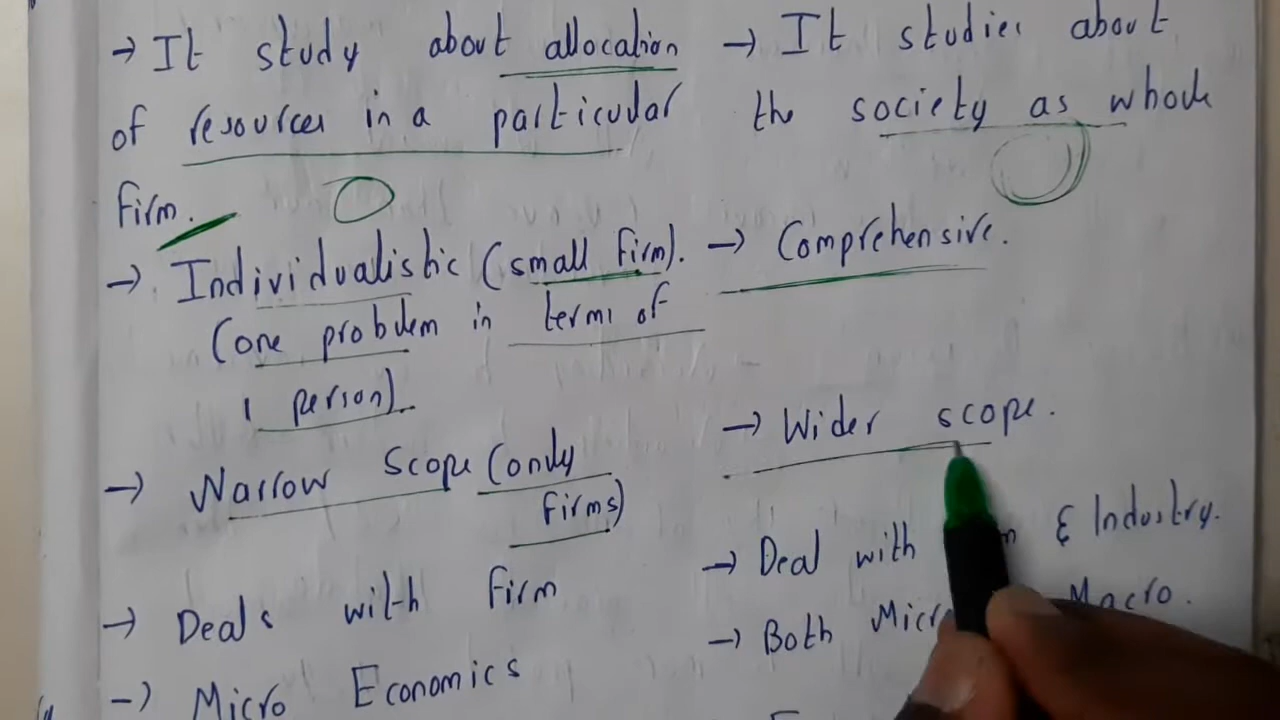 → It study about allocation
of resources in a particular
firm.
→ Individualistic (small firm).
(one problem in terms of
1 person)
→ Narrow scope (only
firms)
→ Deals with firm
→ Micro Economics
→ It studies about
the society as whole
→ Comprehensive.
→ Wider scope.
→ Deal with & Industry.
→ Both Macro.